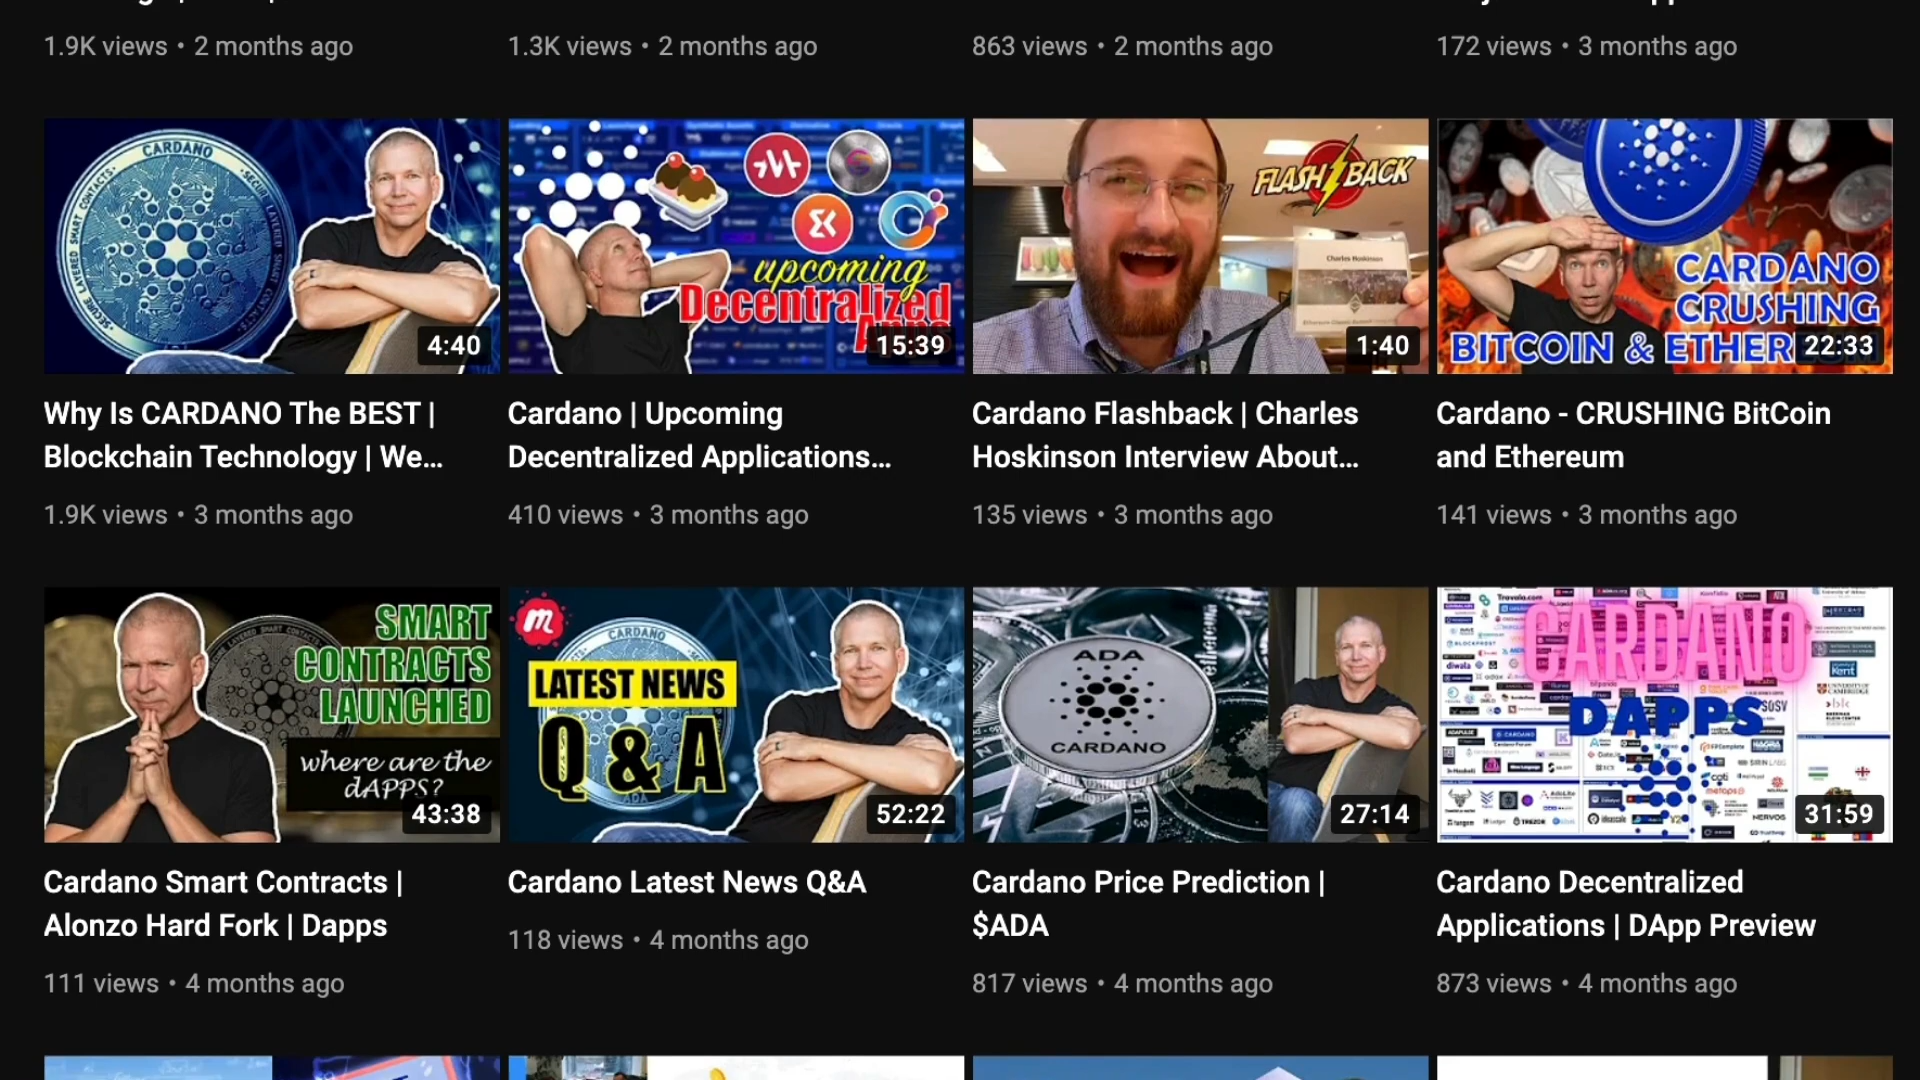 1.9K views • 2 months ago
1.3K views • 2 months ago
863 views • 2 months ago
172 views • 3 months ago
CARDANO
4:40
upcoming
Decentralized
Apps
15:39
FLASHBACK
Charles Hoskinson
1:40
CARDANO
CRUSHING
BITCOIN & ETHER
22:33
Why Is CARDANO The BEST |
Blockchain Technology | We...
1.9K views • 3 months ago
Cardano | Upcoming
Decentralized Applications...
410 views • 3 months ago
Cardano Flashback | Charles
Hoskinson Interview About...
135 views • 3 months ago
Cardano - CRUSHING BitCoin
and Ethereum
141 views • 3 months ago
SMART
CONTRACTS
LAUNCHED
where are the
dAPPS?
43:38
m
CARDANO
LATEST NEWS
Q & A
ADA
52:22
ethereum
ADA
CARDANO
27:14
CARDANO
DAPPS
31:59
Cardano Smart Contracts |
Alonzo Hard Fork | Dapps
111 views • 4 months ago
Cardano Latest News Q&A
118 views • 4 months ago
Cardano Price Prediction |
$ADA
817 views • 4 months ago
Cardano Decentralized
Applications | DApp Preview
873 views • 4 months ago